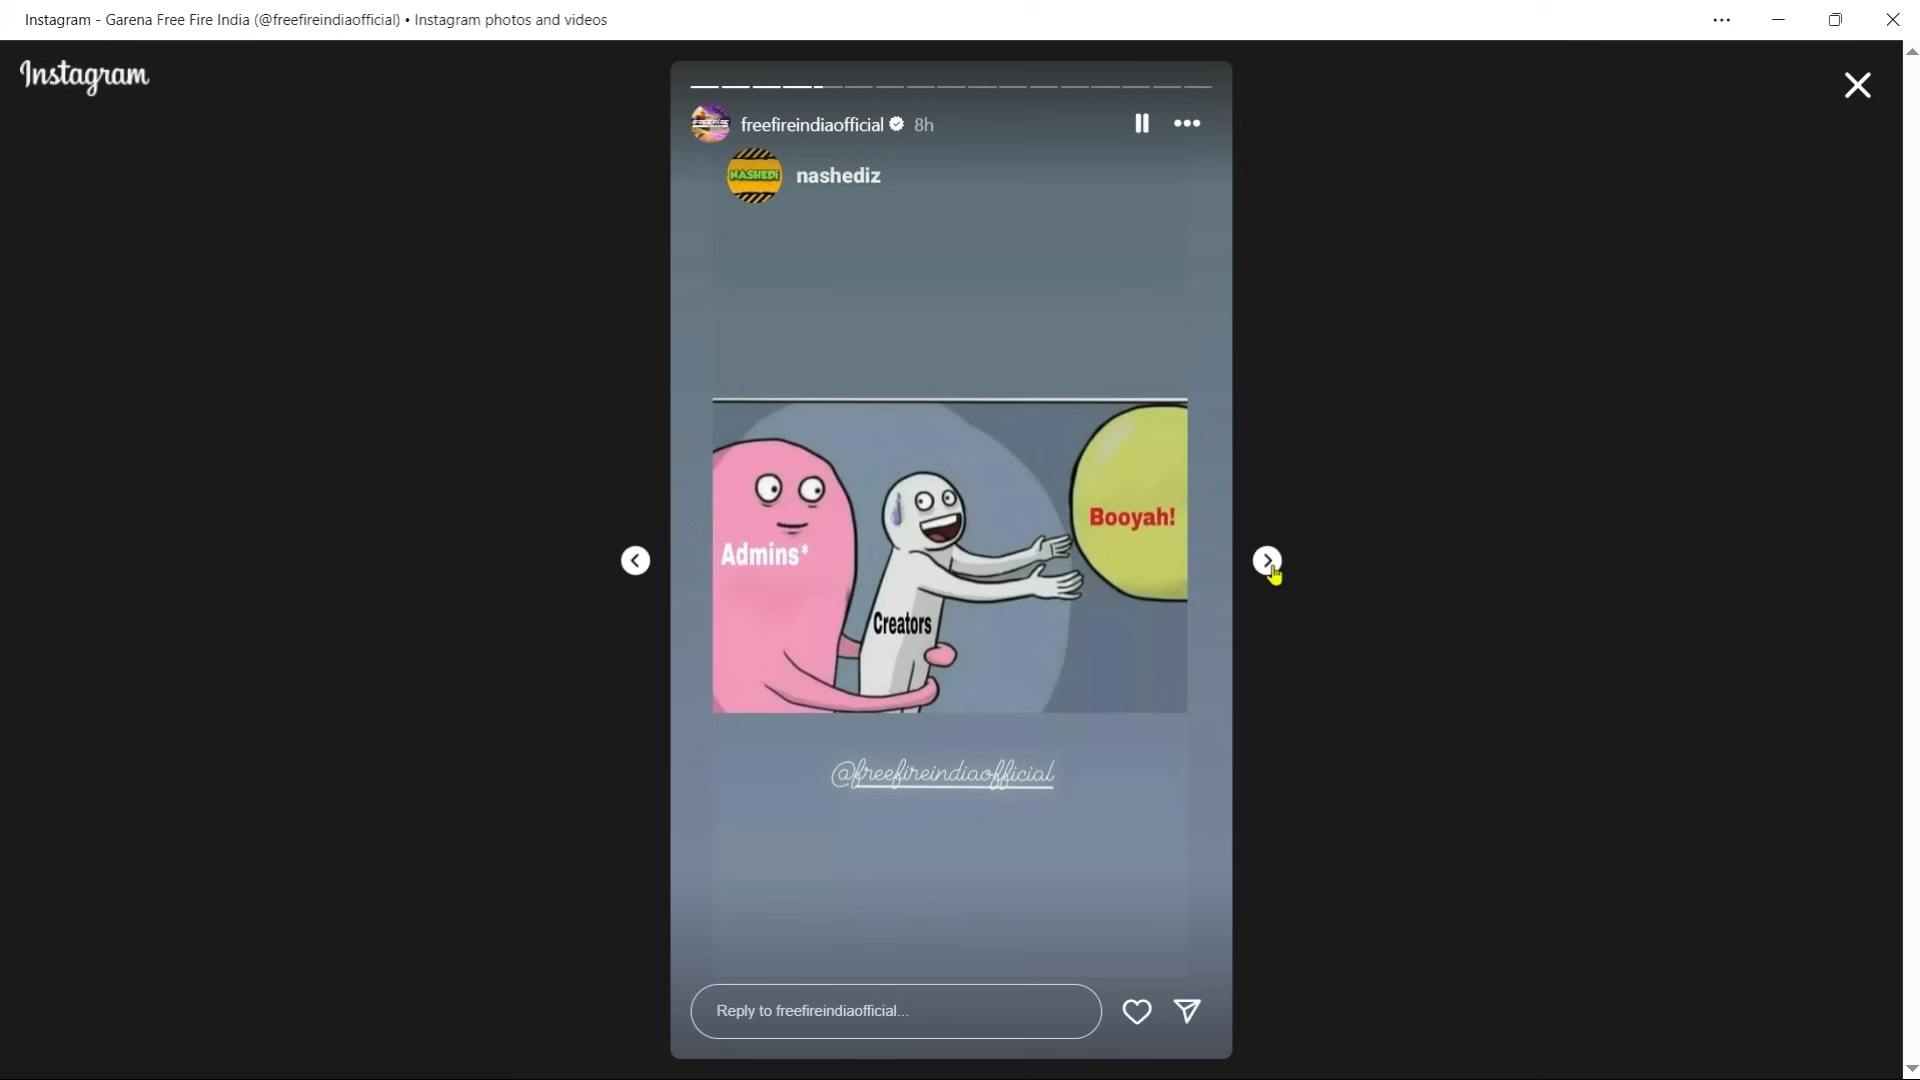 Instagram - Garena Free Fire India (@freefireindiaofficial) • Instagram photos and videos
Instagram
freefireindiaofficial 8h
NASHEDI
nashediz
Booyah!
Admins*
Creators
@freefireindiaofficial
Reply to freefireindiaofficial...